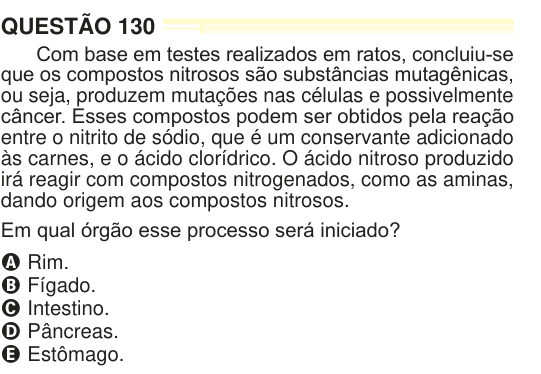 QUESTÃO 130
Com base em testes realizados em ratos, concluiu-se
que os compostos nitrosos são substâncias mutagênicas,
ou seja, produzem mutações nas células e possivelmente
câncer. Esses compostos podem ser obtidos pela reação
entre o nitrito de sódio, que é um conservante adicionado
às carnes, e o ácido clorídrico. O ácido nitroso produzido
irá reagir com compostos nitrogenados, como as aminas,
dando origem aos compostos nitrosos.
Em qual órgão esse processo será iniciado?
A Rim.
B Fígado.
C Intestino.
D Pâncreas.
E Estômago.